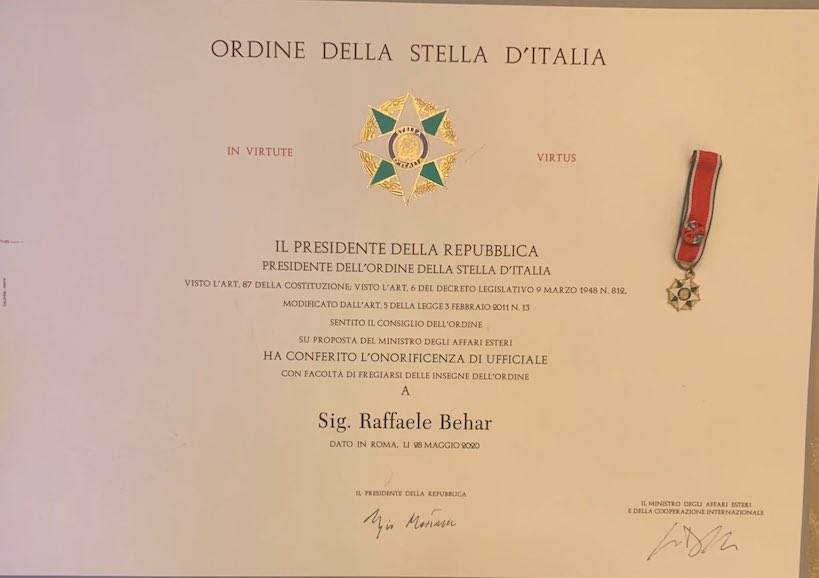 ORDINE DELLA STELLA D'ITALIA
STELLA
D'ITALIA
IN VIRTUTE
VIRTUS
IL PRESIDENTE DELLA REPUBBLICA
PRESIDENTE DELL'ORDINE DELLA STELLA D'ITALIA
VISTO L'ART. 87 DELLA COSTITUZIONE; VISTO L'ART. 6 DEL DECRETO LEGISLATIVO 9 MARZO 1948 N. 812,
MODIFICATO DALL'ART. 5 DELLA LEGGE 3 FEBBRAIO 2011 N. 13
SENTITO IL CONSIGLIO DELL'ORDINE
SU PROPOSTA DEL MINISTRO DEGLI AFFARI ESTERI
HA CONFERITO L'ONORIFICENZA DI UFFICIALE
CON FACOLTÀ DI FREGIARSI DELLE INSEGNE DELL'ORDINE
A
Sig. Raffaele Behar
DATO IN ROMA, LI 28 MAGGIO 2020
IL PRESIDENTE DELLA REPUBBLICA
IL MINISTRO DEGLI AFFARI ESTERI
E DELLA COOPERAZIONE INTERNAZIONALE